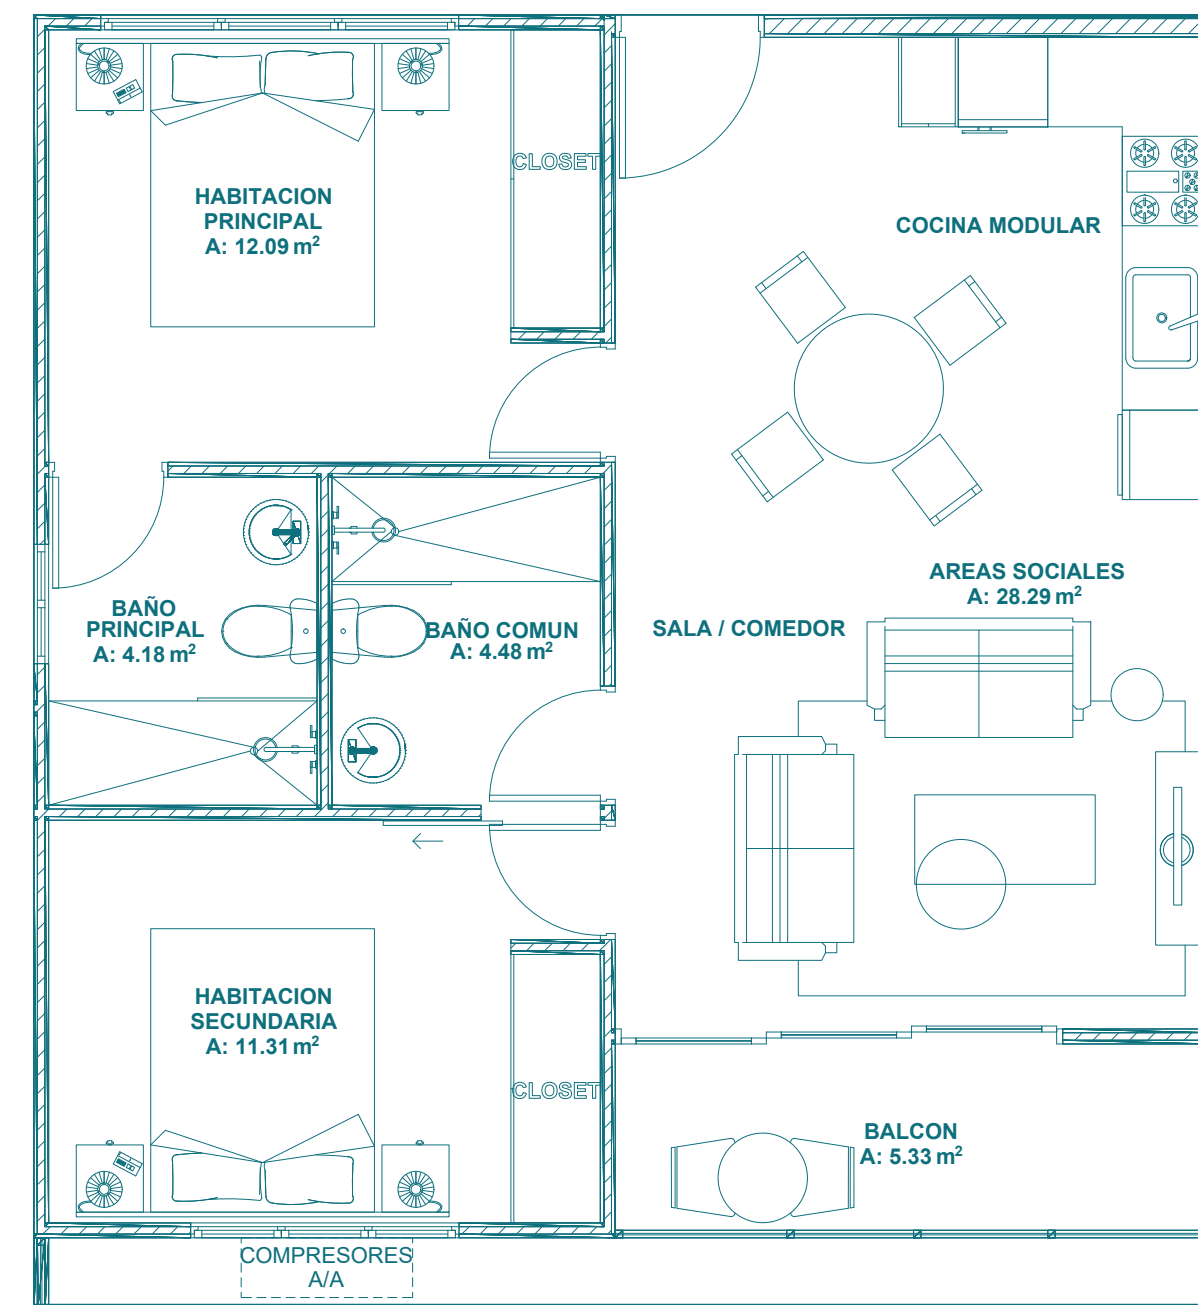 CLOSET
HABITACION
PRINCIPAL
A: 12.09 m²
COCINA MODULAR
AREAS SOCIALES
A: 28.29 m²
BAÑO
PRINCIPAL
A: 4.18 m²
BAÑO COMUN
A: 4.48 m²
SALA / COMEDOR
HABITACION
SECUNDARIA
A: 11.31 m²
CLOSET
BALCON
A: 5.33 m²
COMPRESORES
A/A